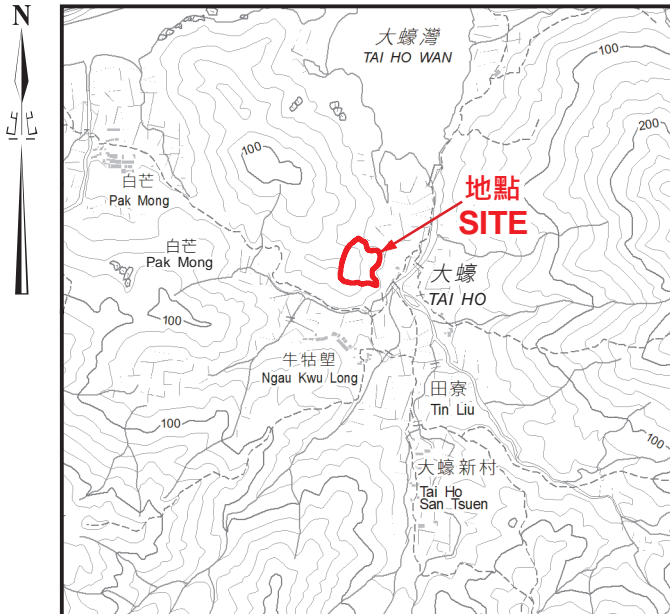 N
大蠔灣
TAI HO WAN
100
200
100
白芒
Pak Mong
地點
SITE
白芒
Pak Mong
大蠔
TAI HO
100
牛牯塱
Ngau Kwu Long
田寮
Tin Liu
100
100
大蠔新村
Tai Ho
San Tsuen